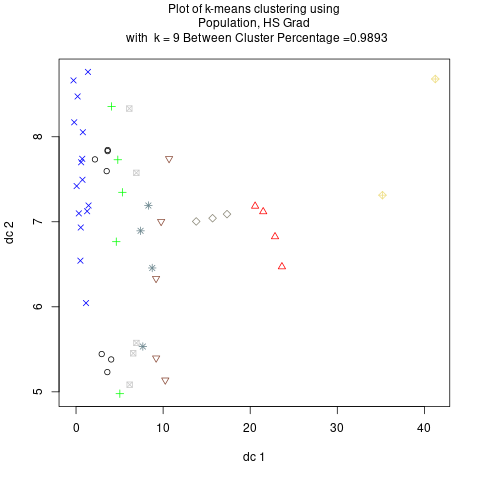 Plot of k-means clustering using
Population, HS Grad
with k = 9 Between Cluster Percentage =0.9893
dc 2
8
7
6
5
0 10 20 30 40
dc 1